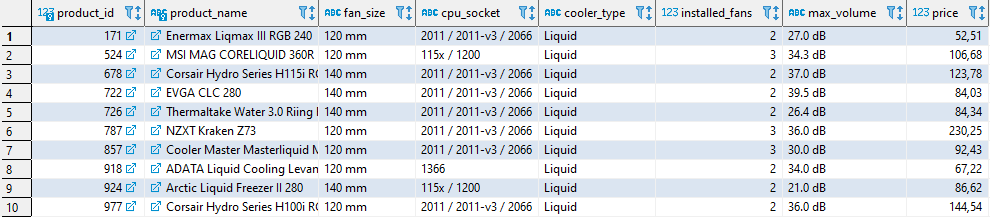 123 product_id ABC product_name ABC fan_size ABC cpu_socket ABC cooler_type 123 installed_fans ABC max_volume 123 price
1 171 Enermax Liqmax III RGB 240 120 mm 2011 / 2011-v3 / 2066 Liquid 2 27.0 dB 52,51
2 524 MSI MAG CORELIQUID 360R 120 mm 115x / 1200 Liquid 3 34.3 dB 106,68
3 678 Corsair Hydro Series H115i RG 140 mm 2011 / 2011-v3 / 2066 Liquid 2 37.0 dB 123,78
4 722 EVGA CLC 280 140 mm 2011 / 2011-v3 / 2066 Liquid 2 39.5 dB 84,03
5 726 Thermaltake Water 3.0 Riing 140 mm 2011 / 2011-v3 / 2066 Liquid 2 26.4 dB 84,34
6 787 NZXT Kraken Z73 120 mm 2011 / 2011-v3 / 2066 Liquid 3 36.0 dB 230,25
7 857 Cooler Master Masterliquid M 120 mm 2011 / 2011-v3 / 2066 Liquid 3 30.0 dB 92,43
8 918 ADATA Liquid Cooling Levan 120 mm 1366 Liquid 2 34.0 dB 67,22
9 924 Arctic Liquid Freezer II 280 140 mm 115x / 1200 Liquid 2 21.0 dB 86,62
10 977 Corsair Hydro Series H100i RG 120 mm 2011 / 2011-v3 / 2066 Liquid 2 36.0 dB 144,54